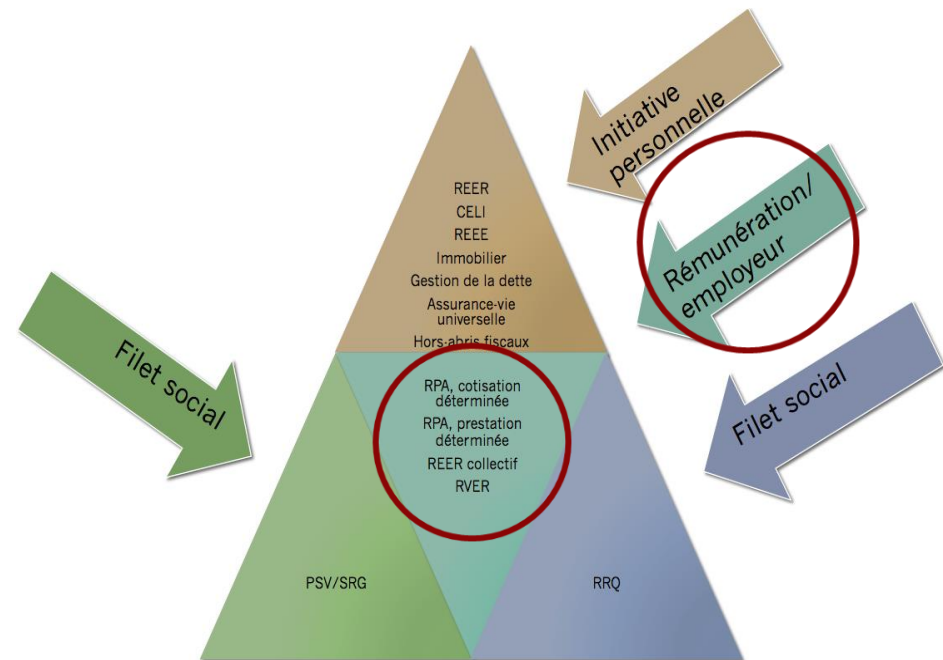 Initiative
personnelle
Rémunération/
employeur
Filet social
Filet social
REER
CELI
REEE
Immobilier
Gestion de la dette
Assurance-vie
universelle
Hors-abris fiscaux
RPA, cotisation
déterminée
RPA, prestation
déterminée
REER collectif
RVER
PSV/SRG
RRQ